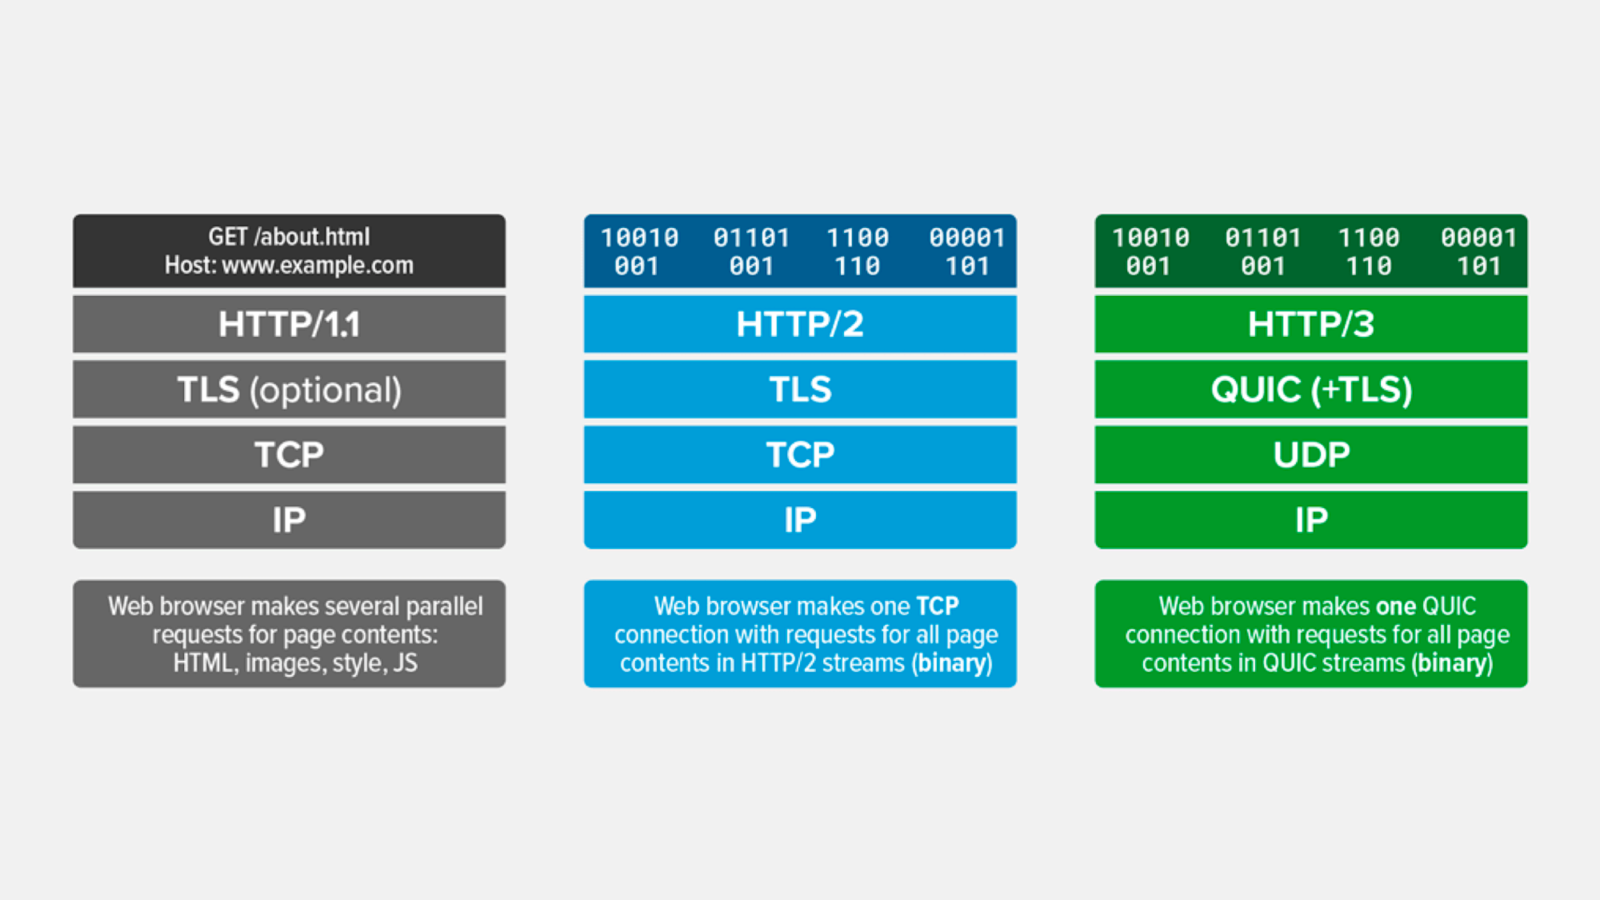 GET /about.html
Host: www.example.com
HTTP/1.1
TLS (optional)
TCP
IP
Web browser makes several parallel
requests for page contents:
HTML, images, style, JS
10010 01101 1100 00001
001 001 110 101
HTTP/2
TLS
TCP
IP
Web browser makes one TCP
connection with requests for all page
contents in HTTP/2 streams (binary)
10010 01101 1100 00001
001 001 110 101
HTTP/3
QUIC (+TLS)
UDP
IP
Web browser makes one QUIC
connection with requests for all page
contents in QUIC streams (binary)